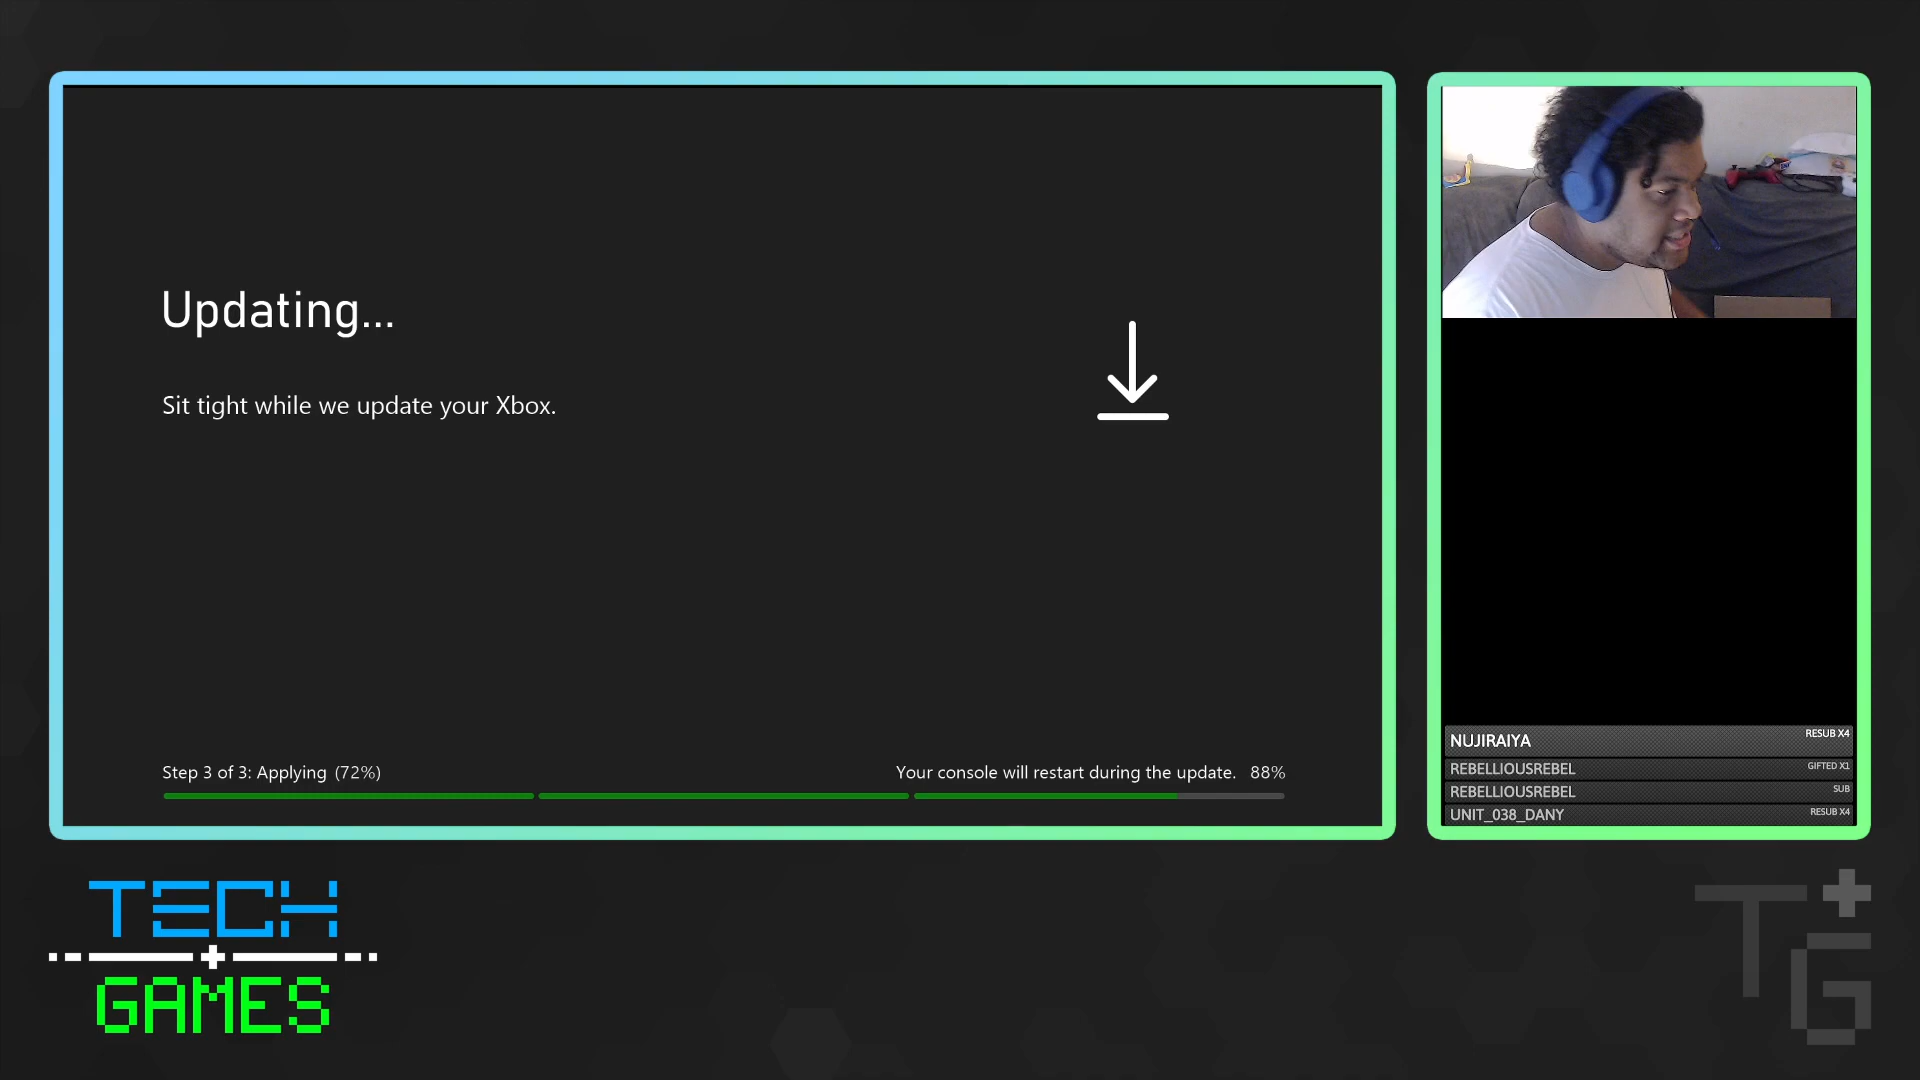 Updating...
Sit tight while we update your Xbox.
Step 3 of 3: Applying (72%)
Your console will restart during the update. 88%
NUJIRAIYA RESUB X4
REBELLIOUSREBEL GIFTED X1
REBELLIOUSREBEL SUB
UNIT_038_DANY RESUB X4
TECH
+
GAMES
T+
G